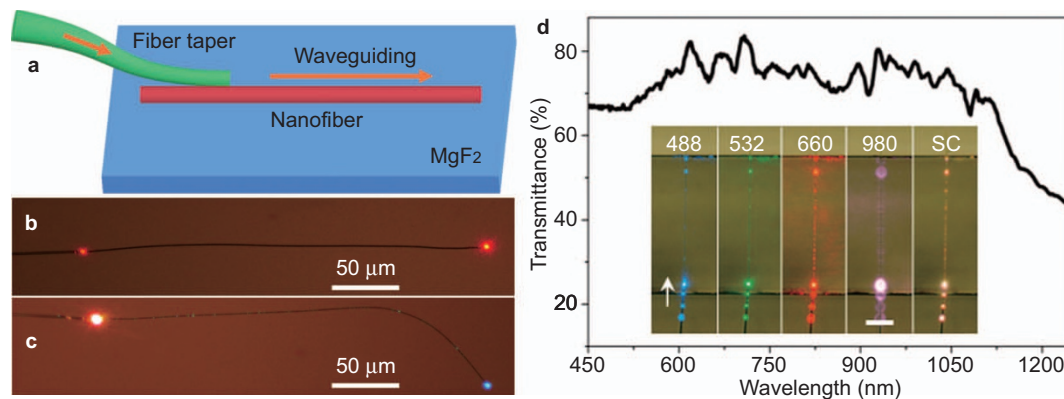 a
Fiber taper
Waveguiding
Nanofiber
MgF2
b
50 μm
c
50 μm
d
Transmittance (%)
80
60
40
20
488 532 660 980 SC
450 600 750 900 1050 1200
Wavelength (nm)